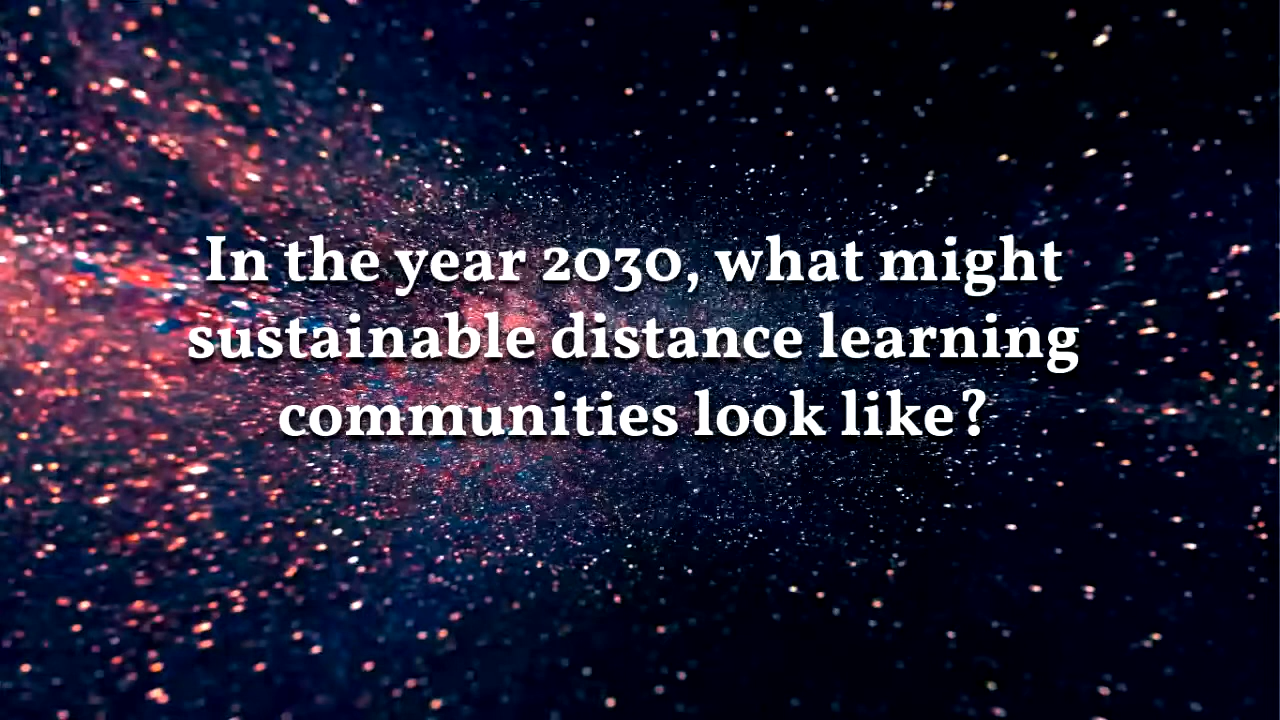 In the year 2030, what might
sustainable distance learning
communities look like?